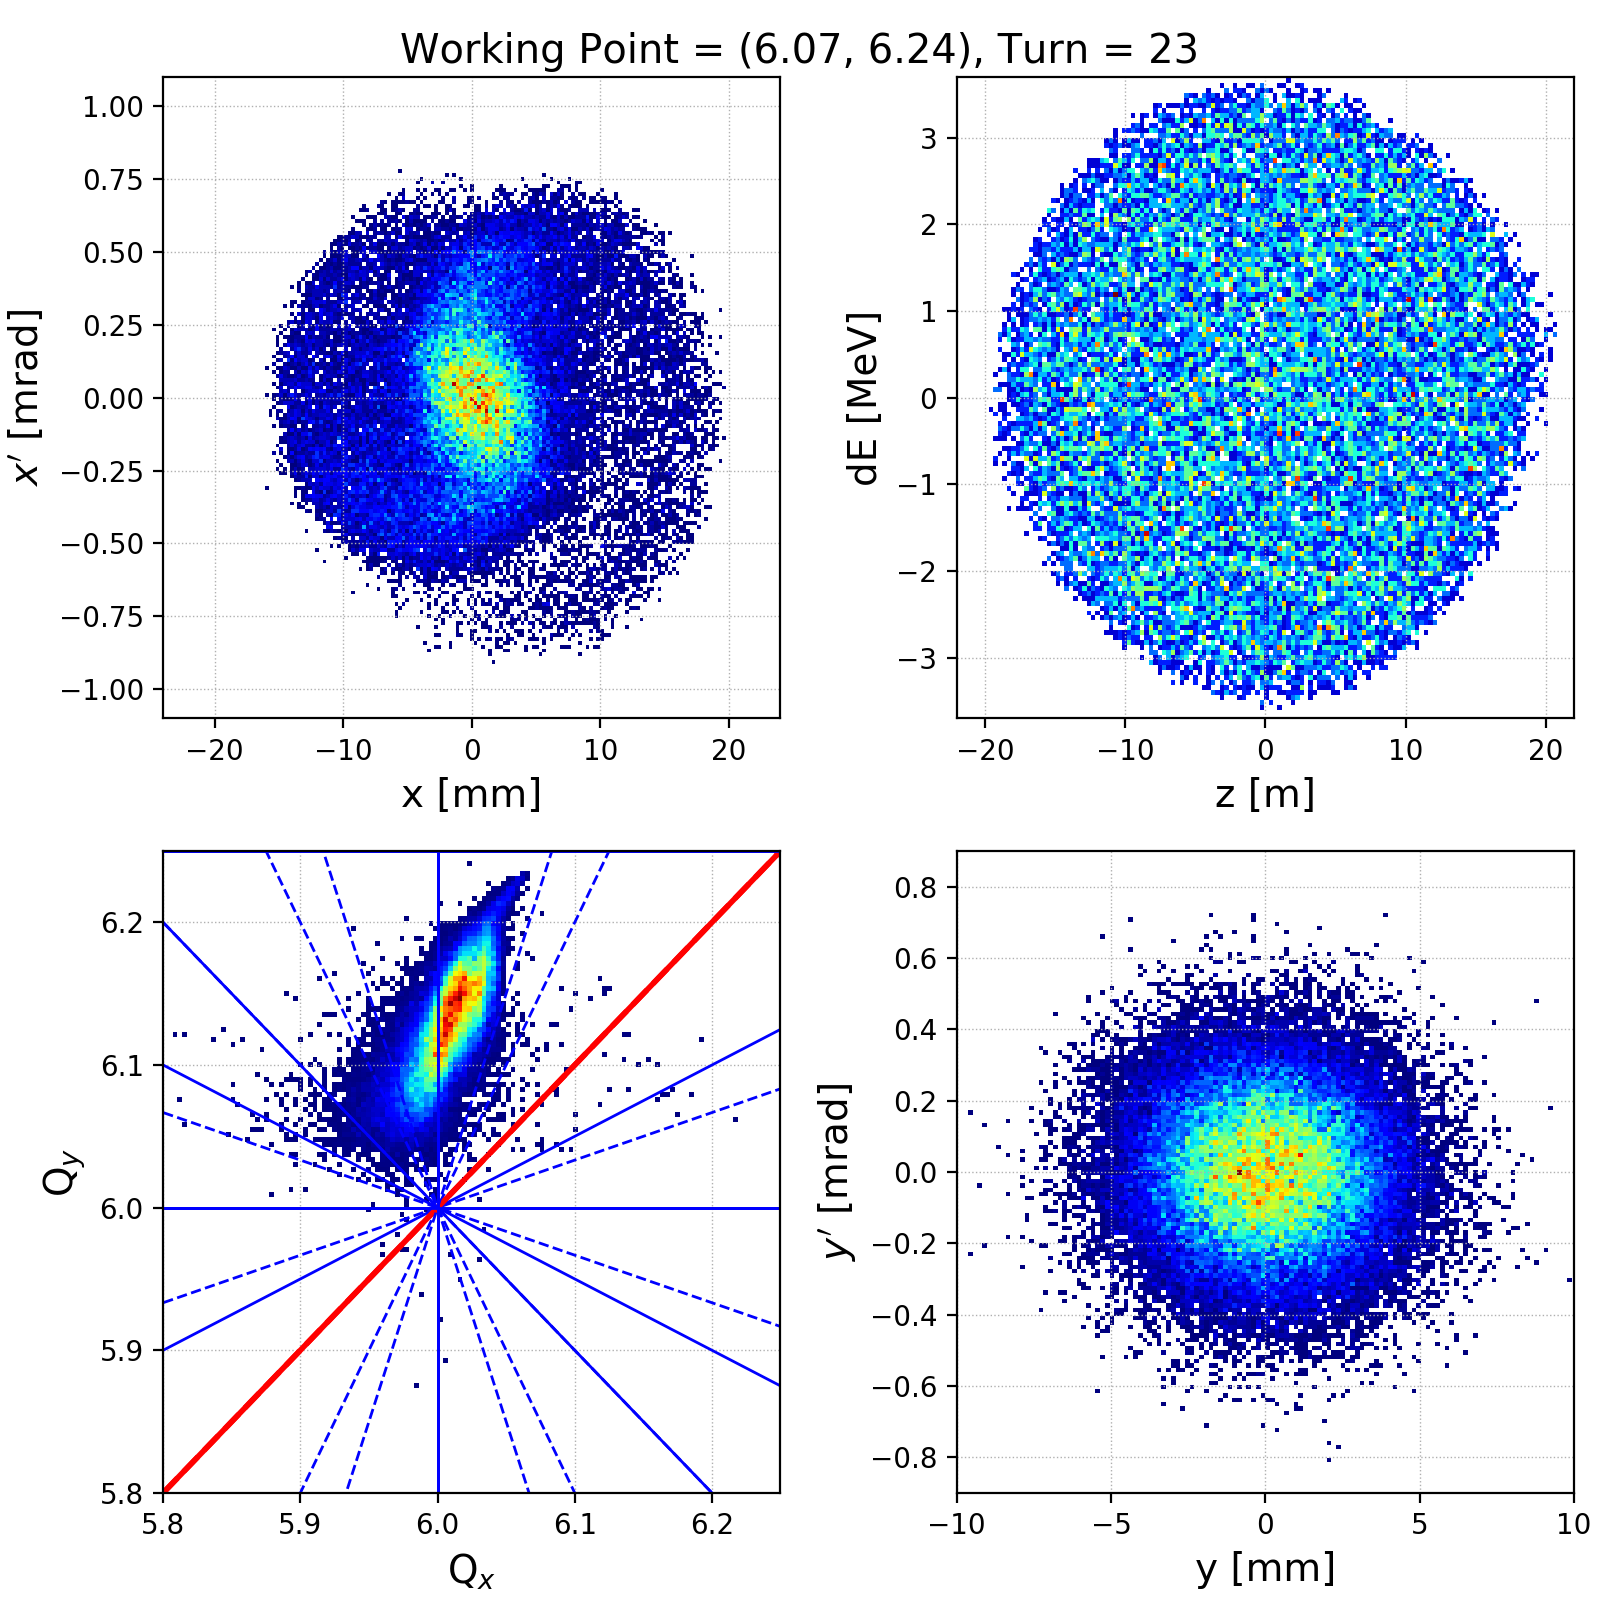 Working Point = (6.07, 6.24), Turn = 23
1.00
0.75
0.50
0.25
0.00
−0.25
−0.50
−0.75
−1.00
x′ [mrad]
−20 −10 0 10 20
x [mm]
3
2
1
0
−1
−2
−3
dE [MeV]
−20 −10 0 10 20
z [m]
6.2
6.1
6.0
5.9
5.8
Qy
5.8 5.9 6.0 6.1 6.2
Qx
0.8
0.6
0.4
0.2
0.0
−0.2
−0.4
−0.6
−0.8
y′ [mrad]
−10 −5 0 5 10
y [mm]